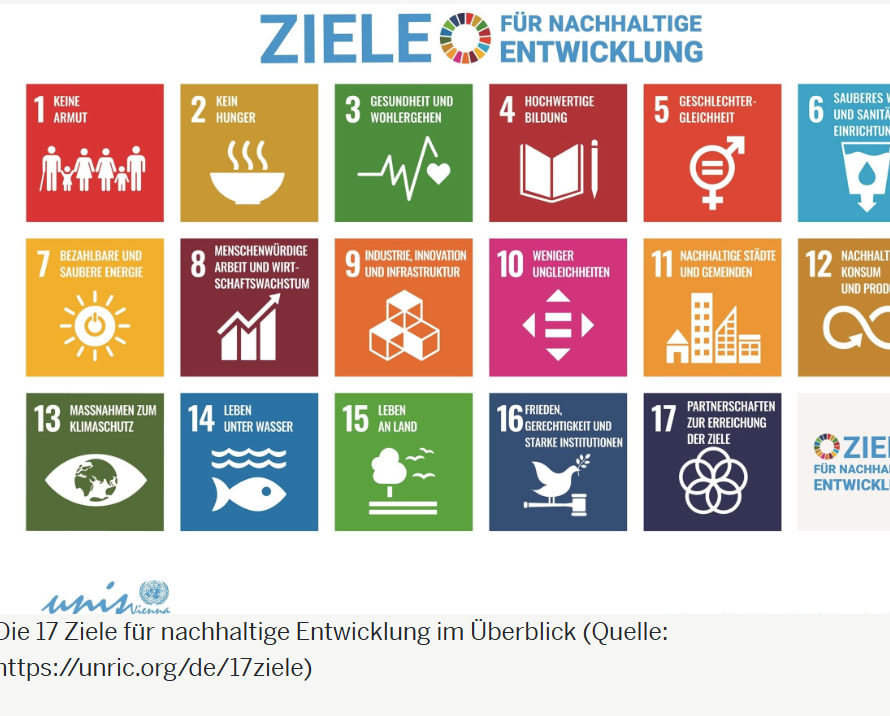 ZIELE FÜR NACHHALTIGE
ENTWICKLUNG
1 KEINE
ARMUT
2 KEIN
HUNGER
3 GESUNDHEIT UND
WOHLERGEHEN
4 HOCHWERTIGE
BILDUNG
5 GESCHLECHTER-
GLEICHHEIT
6 SAUBERES
UND
7 BEZAHLBARE UND
SAUBERE ENERGIE
8 MENSCHENWÜRDIGE
ARBEIT UND WIRT-
SCHAFTSWACHSTUM
9 INDUSTRIE, INNOVATION
UND INFRASTRUKTUR
10 WENIGER
UNGLEICHHEITEN
11 NACHHALTIGE STÄDTE
UND GEMEINDEN
12
KONSUM
UND
13 MASSNAHMEN ZUM
KLIMASCHUTZ
14 LEBEN
UNTER WASSER
15 LEBEN
AN LAND
16 FRIEDEN,
GERECHTIGKEIT UND
STARKE INSTITUTIONEN
17 PARTNERSCHAFTEN
ZUR ERREICHUNG
DER ZIELE
FÜR
unis Vienna
Die 17 Ziele für nachhaltige Entwicklung im Überblick (Quelle:
https://unric.org/de/17ziele)